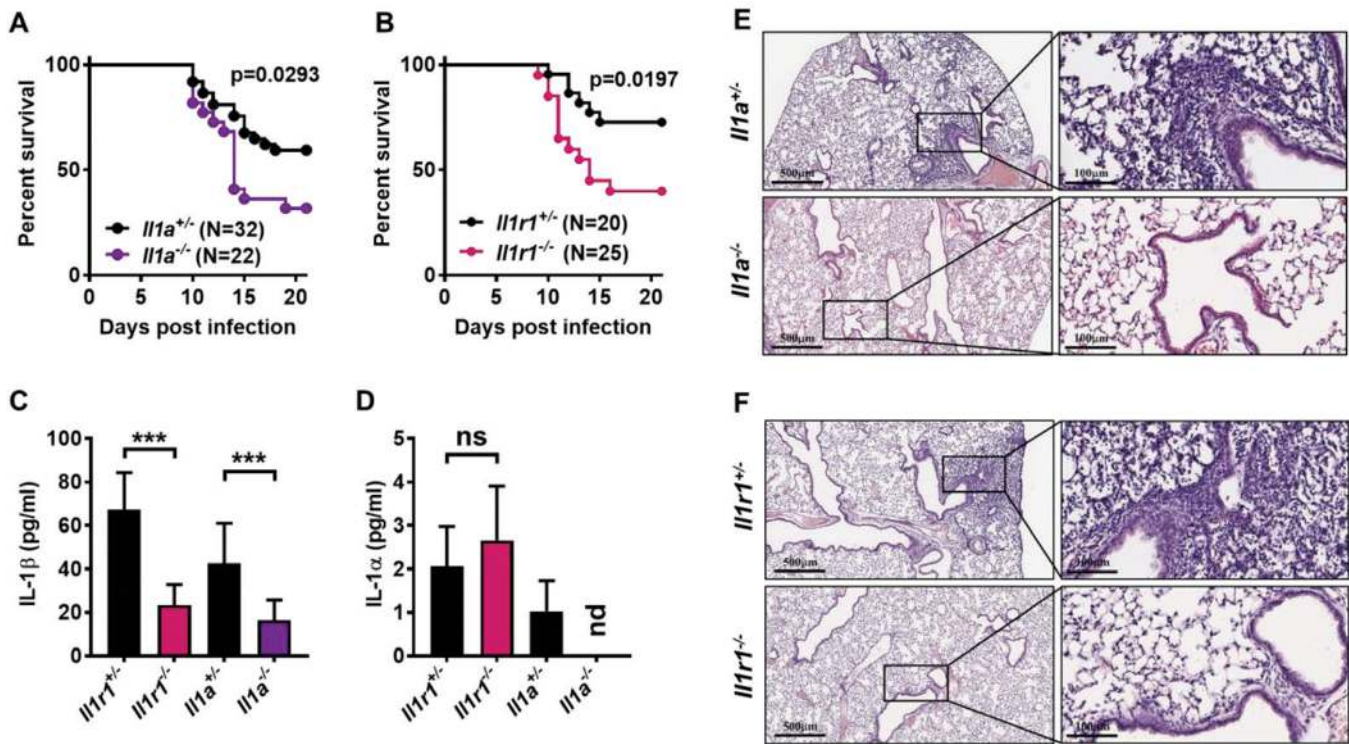 A
100
50
0
Percent survival
p=0.0293
Il1a+/- (N=32)
Il1a-/- (N=22)
0 5 10 15 20
Days post infection
B
100
50
0
Percent survival
p=0.0197
Il1r1+/- (N=20)
Il1r1-/- (N=25)
0 5 10 15 20
Days post infection
C
100
80
60
40
20
0
IL-1β (pg/ml)
***
***
Il1r1+/-
Il1r1-/-
Il1a+/-
Il1a-/-
D
5
4
3
2
1
0
IL-1α (pg/ml)
ns
nd
Il1r1+/-
Il1r1-/-
Il1a+/-
Il1a-/-
E
Il1a+/-
500µm
100µm
Il1a-/-
500µm
100µm
F
Il1r1+/-
500µm
100µm
Il1r1-/-
500µm
100µm